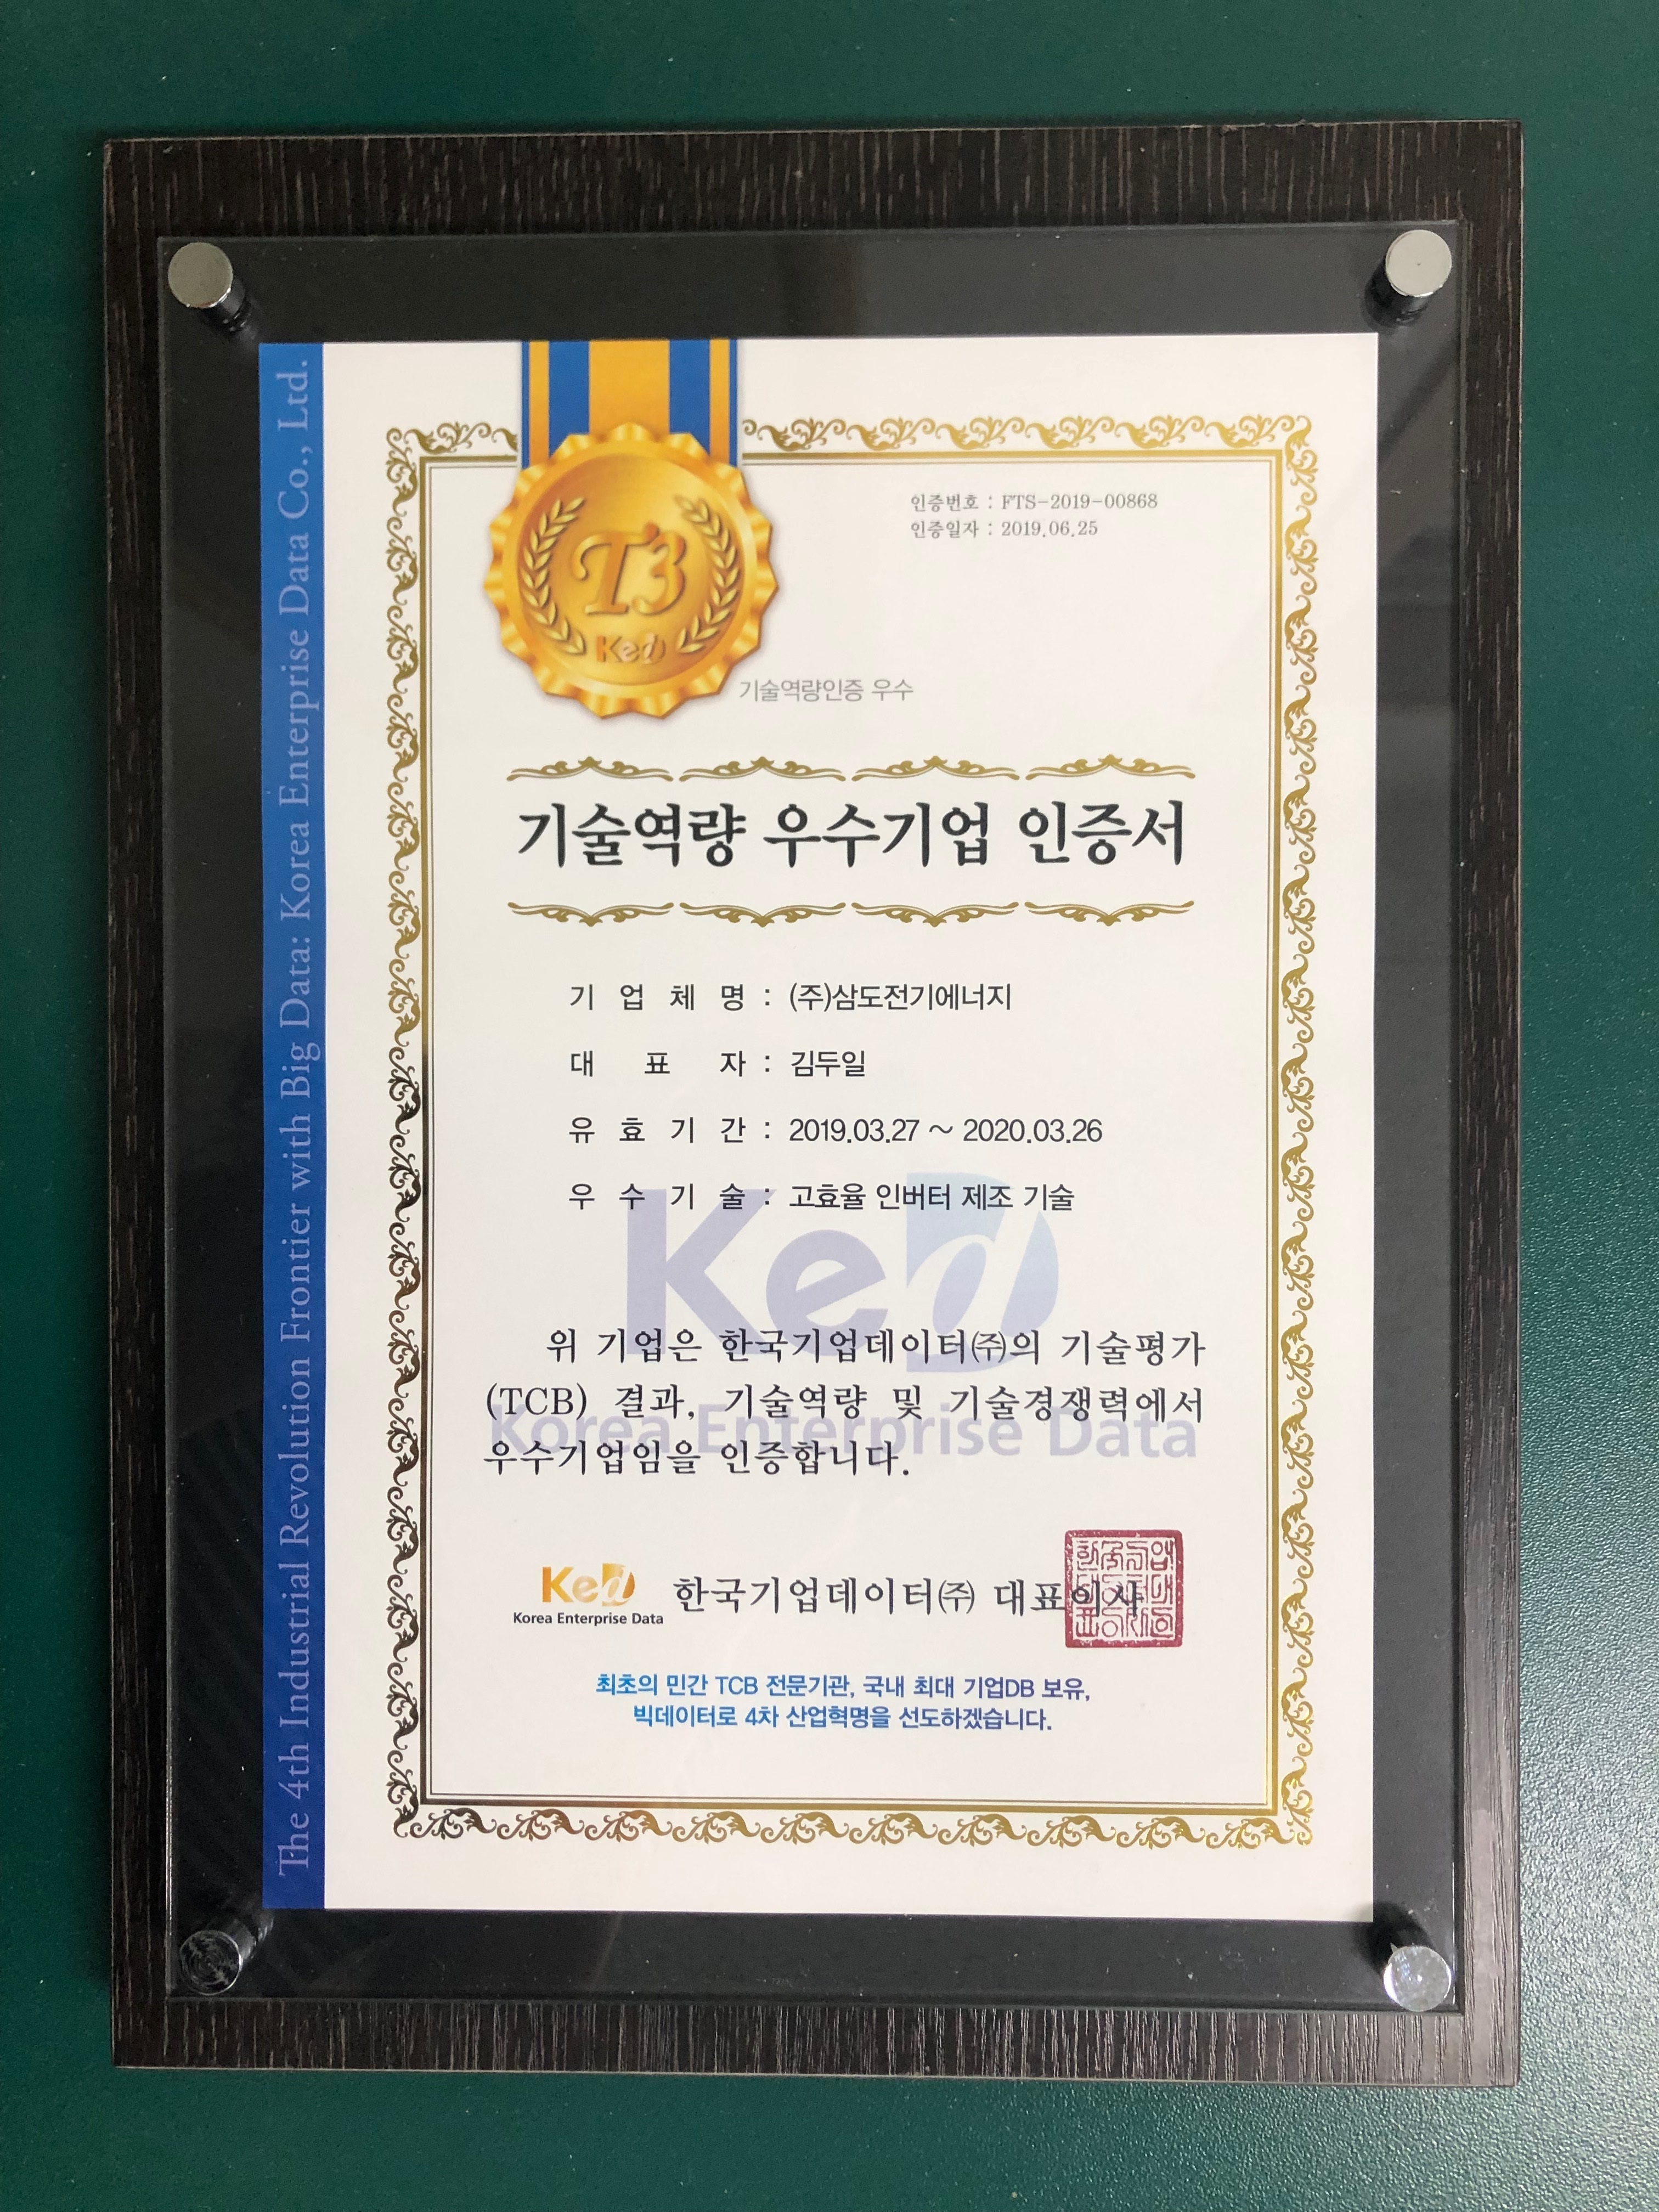 The 4th Industrial Revolution Frontier with Big Data: Korea Enterprise Data Co., Ltd.
인증번호 : FTS-2019-00868
인증일자 : 2019.06.25
T3
KeD
기술역량인증 우수
기술역량 우수기업 인증서
기 업 체 명 : (주)삼도전기에너지
대 표 자 : 김두일
유 효 기 간 : 2019.03.27 ~ 2020.03.26
우 수 기 술 : 고효율 인버터 제조 기술
KeD
Korea Enterprise Data
위 기업은 한국기업데이터㈜의 기술평가
(TCB) 결과, 기술역량 및 기술경쟁력에서
우수기업임을 인증합니다.
KeD
Korea Enterprise Data
한국기업데이터㈜ 대표이사
최초의 민간 TCB 전문기관, 국내 최대 기업DB 보유,
빅데이터로 4차 산업혁명을 선도하겠습니다.